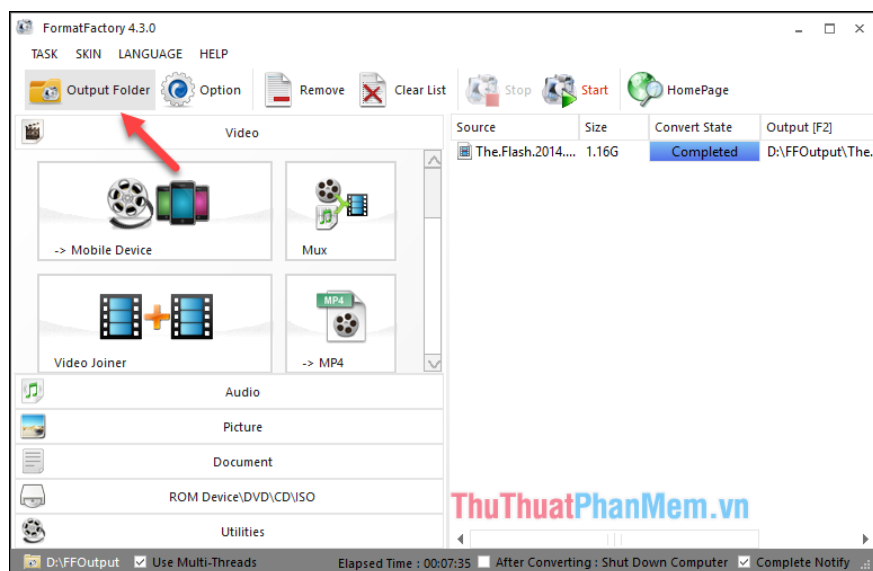 FormatFactory 4.3.0
TASK SKIN LANGUAGE HELP
Output Folder Option Remove Clear List Stop Start HomePage
Video
Source Size Convert State Output [F2]
The.Flash.2014.... 1.16G Completed D:\FFOutput\The.
-> Mobile Device
Mux
MP4
Video Joiner
-> MP4
Audio
Picture
Document
ROM Device\DVD\CD\ISO
Utilities
ThuThuatPhanMem.vn
D:\FFOutput Use Multi-Threads Elapsed Time : 00:07:35 After Converting : Shut Down Computer Complete Notify